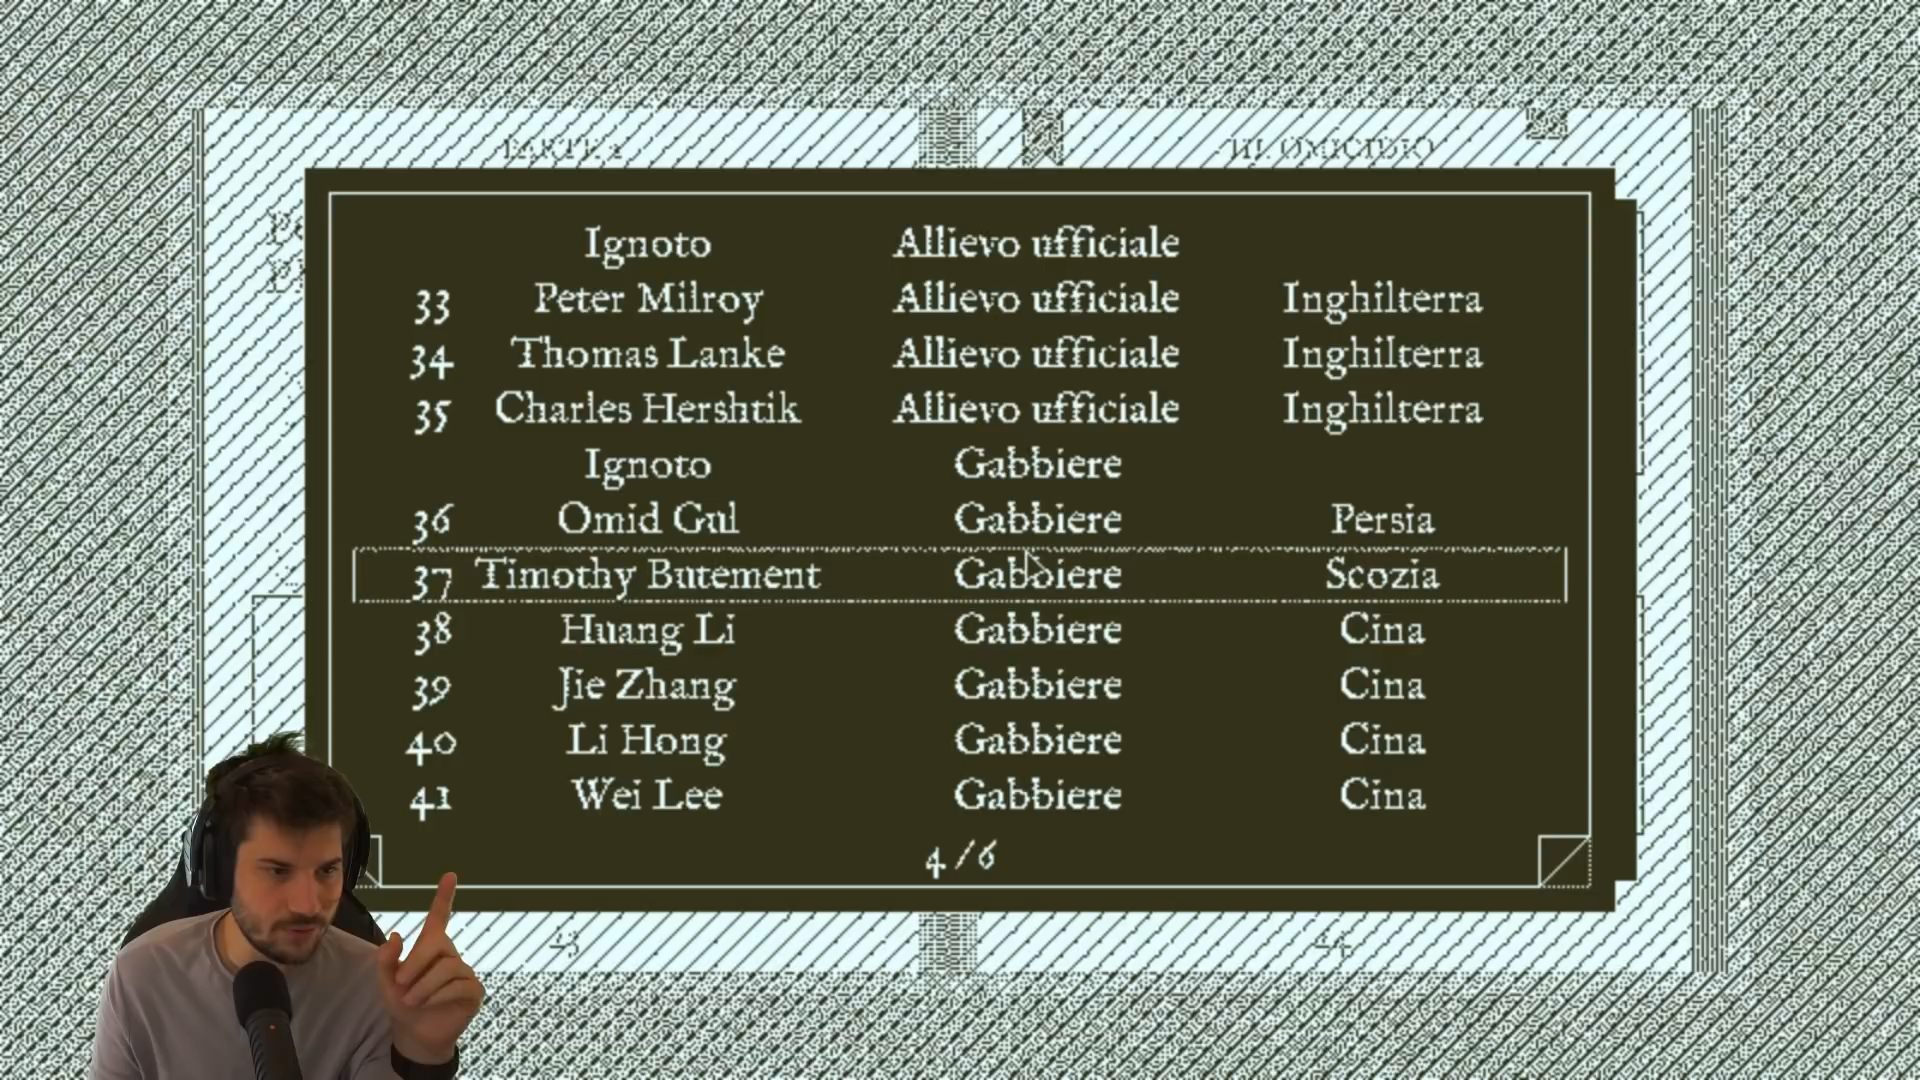 PARTE 2
III. OMICIDIO
Ignoto Allievo ufficiale
33 Peter Milroy Allievo ufficiale Inghilterra
34 Thomas Lanke Allievo ufficiale Inghilterra
35 Charles Hershtik Allievo ufficiale Inghilterra
Ignoto Gabbiere
36 Omid Gul Gabbiere Persia
37 Timothy Butement Gabbiere Scozia
38 Huang Li Gabbiere Cina
39 Jie Zhang Gabbiere Cina
40 Li Hong Gabbiere Cina
41 Wei Lee Gabbiere Cina
4 / 6